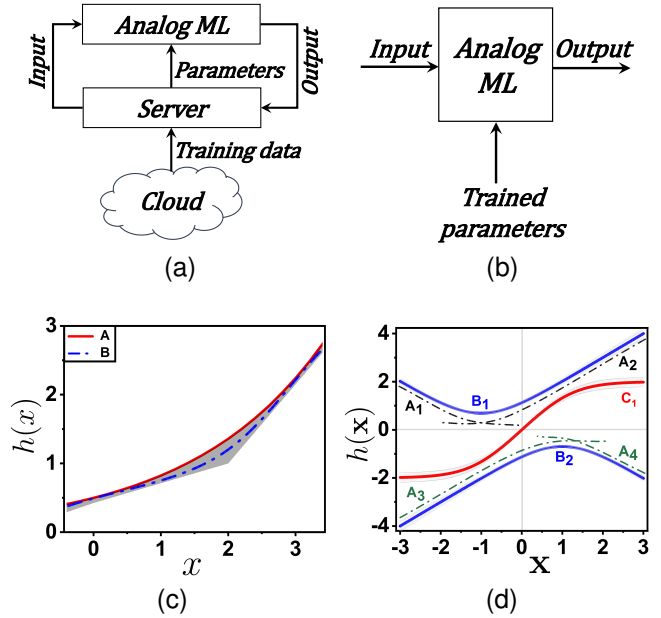 Analog ML
Input
Parameters
Output
Server
Training data
Cloud
(a)
Input
Analog
ML
Output
Trained
parameters
(b)
3
2
1
0
h(x)
A
B
0
1
2
3
x
(c)
4
2
0
-2
-4
h(x)
A1
B1
A2
C1
A3
B2
A4
-3
-2
-1
0
1
2
3
x
(d)